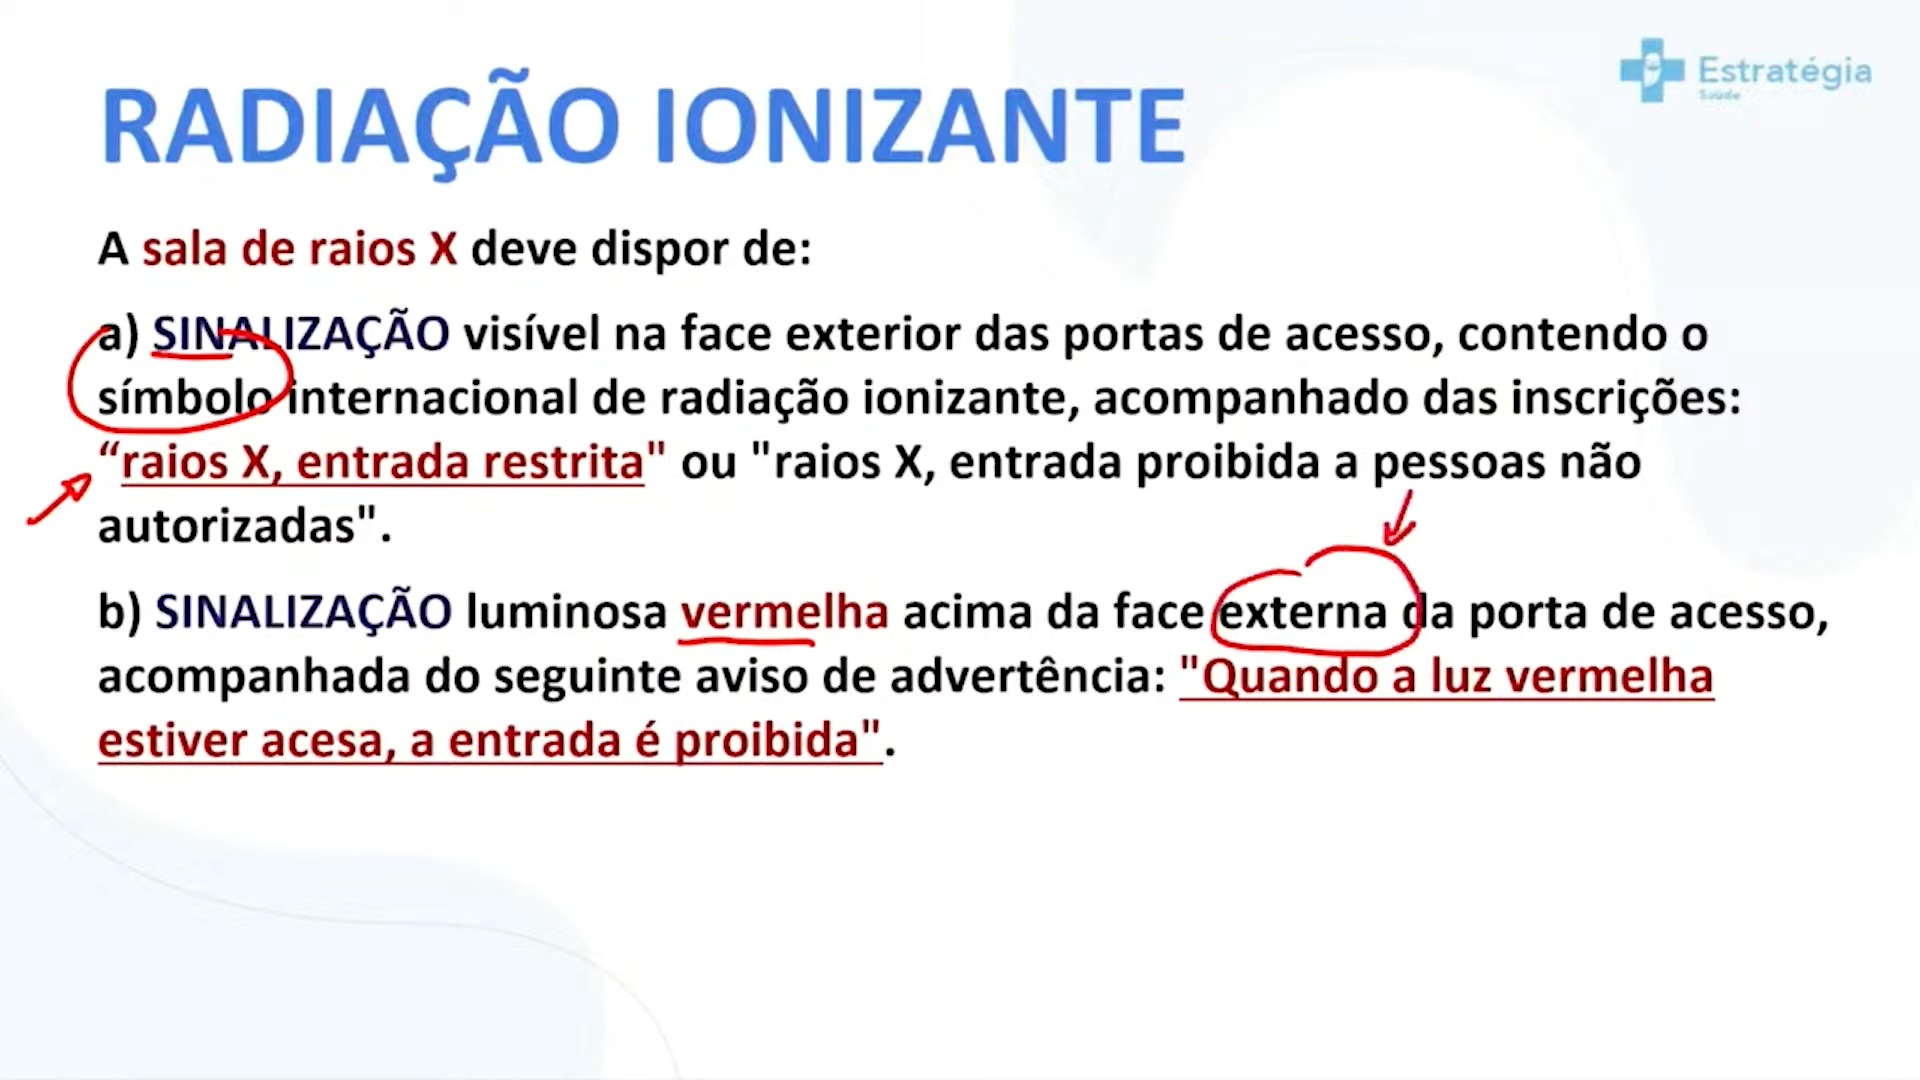 Estratégia
Saúde
RADIAÇÃO IONIZANTE
A sala de raios X deve dispor de:
a) SINALIZAÇÃO visível na face exterior das portas de acesso, contendo o
símbolo internacional de radiação ionizante, acompanhado das inscrições:
“raios X, entrada restrita" ou "raios X, entrada proibida a pessoas não
autorizadas".
b) SINALIZAÇÃO luminosa vermelha acima da face externa da porta de acesso,
acompanhada do seguinte aviso de advertência: "Quando a luz vermelha
estiver acesa, a entrada é proibida".